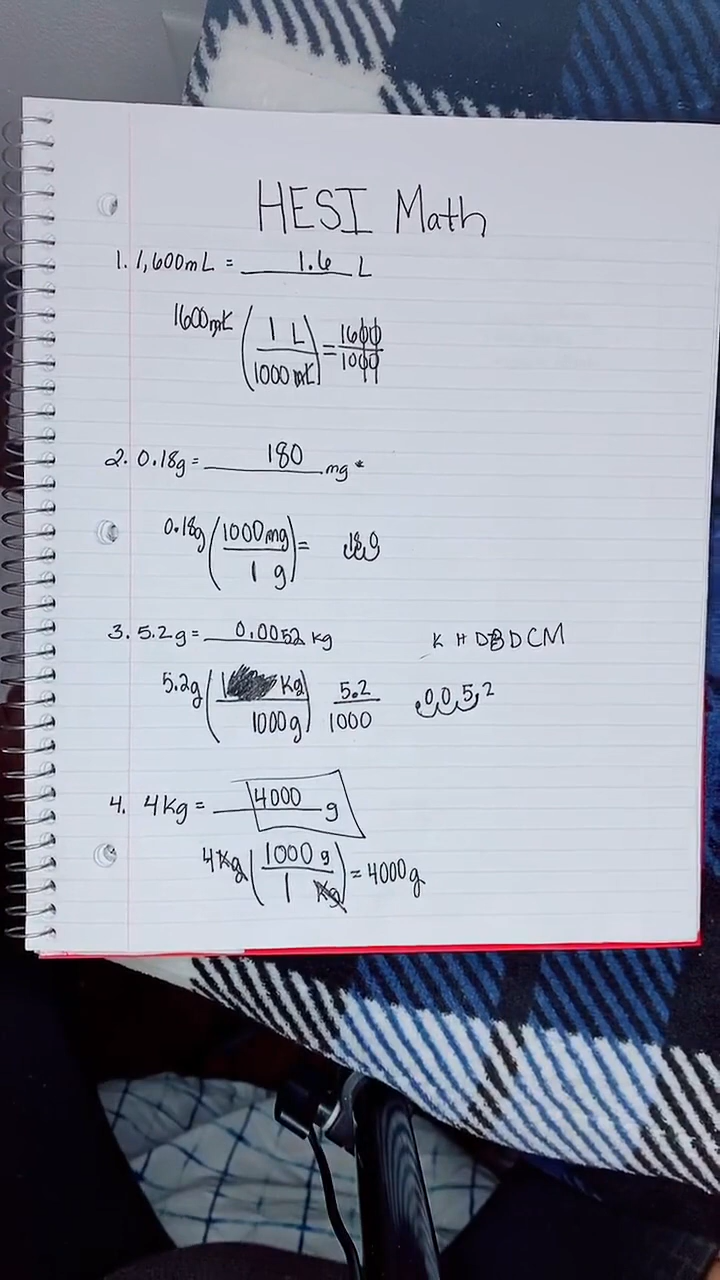 HESI Math
1. 1,600mL = 1.6 L
1600mL (1 L / 1000 mL) = 1600 / 1000
2. 0.18g = 180 mg*
0.18g (1000mg / 1 g) = 180
3. 5.2g = 0.0052 kg
K H D B D C M
5.2g (1 kg / 1000g) 5.2 / 1000 .0 0 5,2
4. 4Kg = 4000 g
4Kg (1000 g / 1 Kg) = 4000g